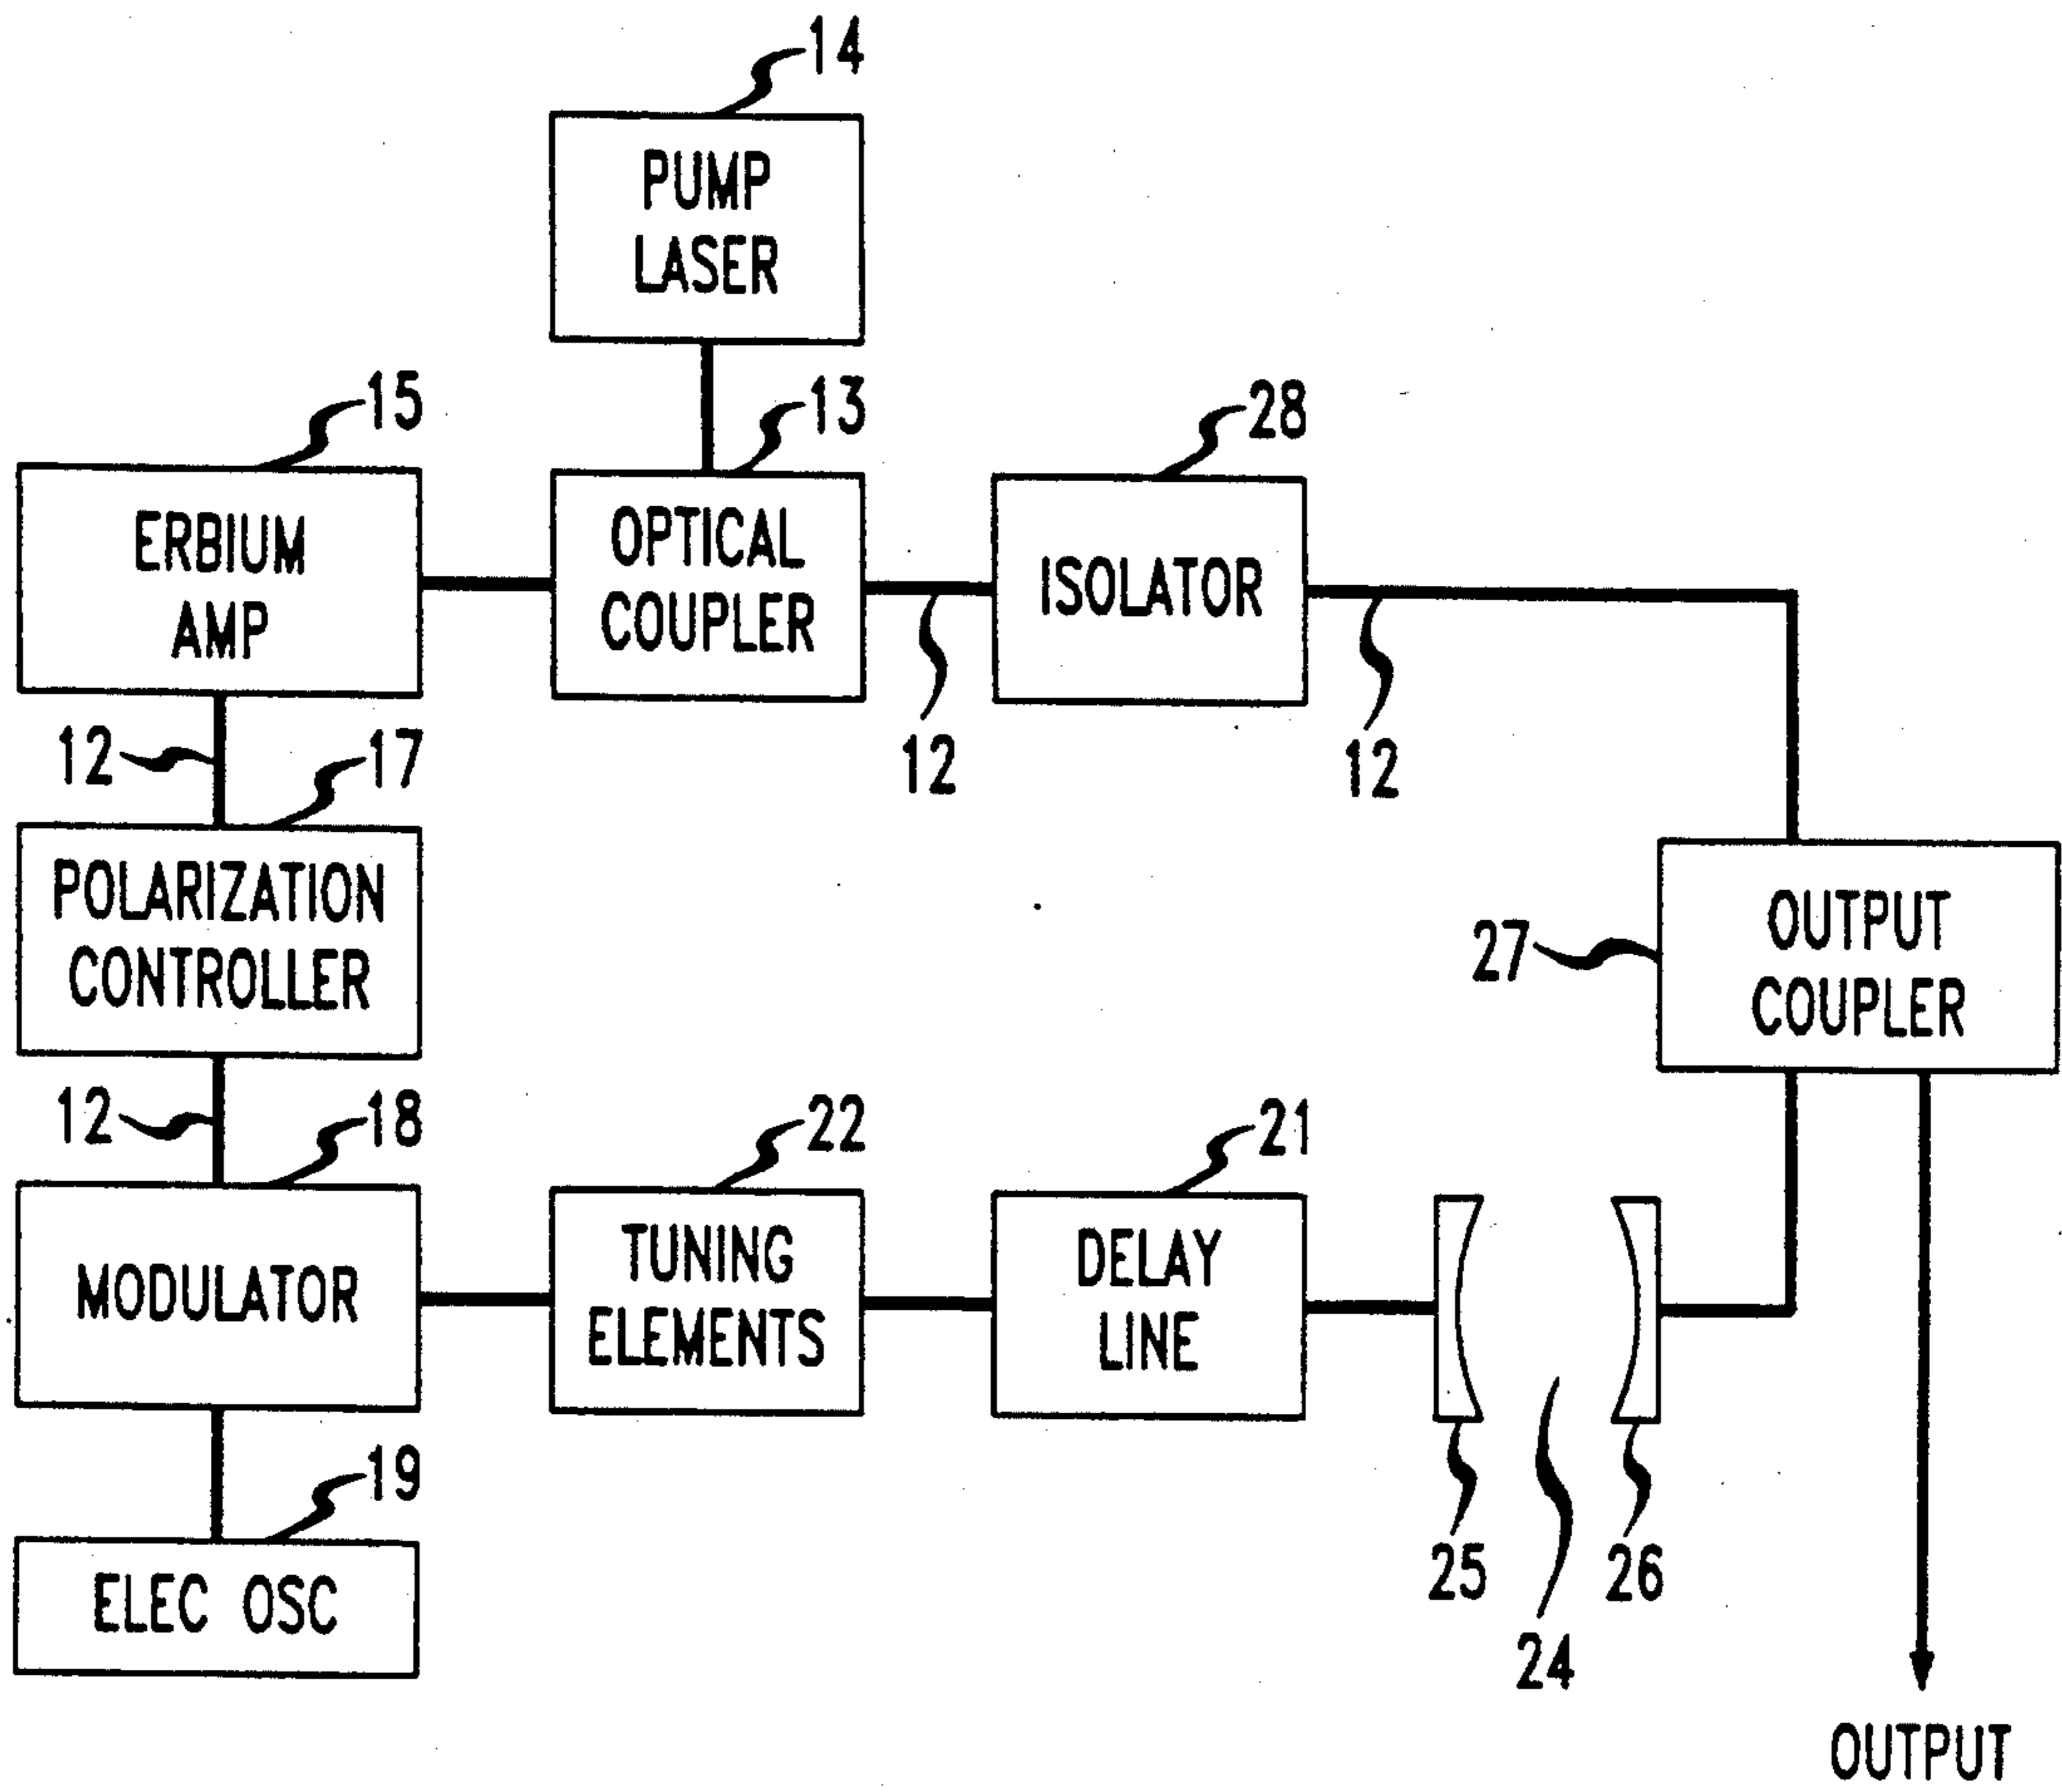 14
PUMP
LASER
15
13
28
ERBIUM
AMP
OPTICAL
COUPLER
ISOLATOR
12
17
12
12
POLARIZATION
CONTROLLER
27
OUTPUT
COUPLER
12
18
22
21
MODULATOR
TUNING
ELEMENTS
DELAY
LINE
19
25
26
ELEC OSC
24
OUTPUT